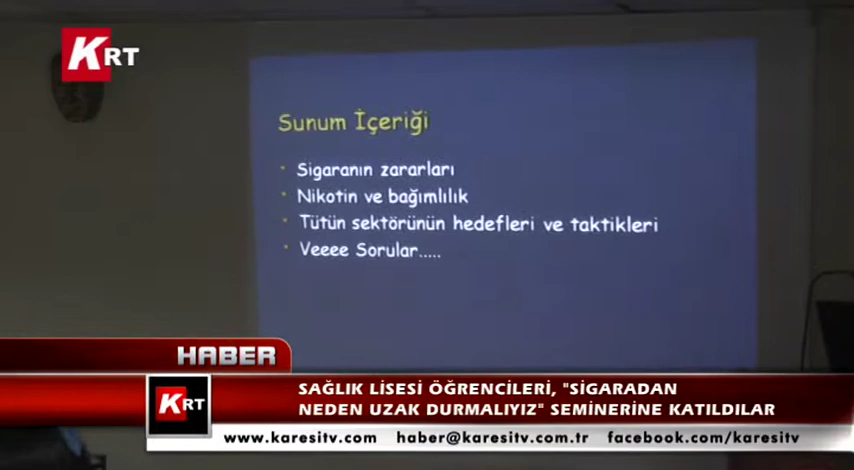 KRT
Sunum İçeriği
Sigaranın zararları
Nikotin ve bağımlılık
Tütün sektörünün hedefleri ve taktikleri
Veeee Sorular.....
HABER
KRT
SAĞLIK LİSESİ ÖĞRENCİLERİ, "SİGARADAN
NEDEN UZAK DURMALIYIZ" SEMİNERİNE KATILDILAR
www.karesitv.com haber@karesitv.com.tr facebook.com/karesitv